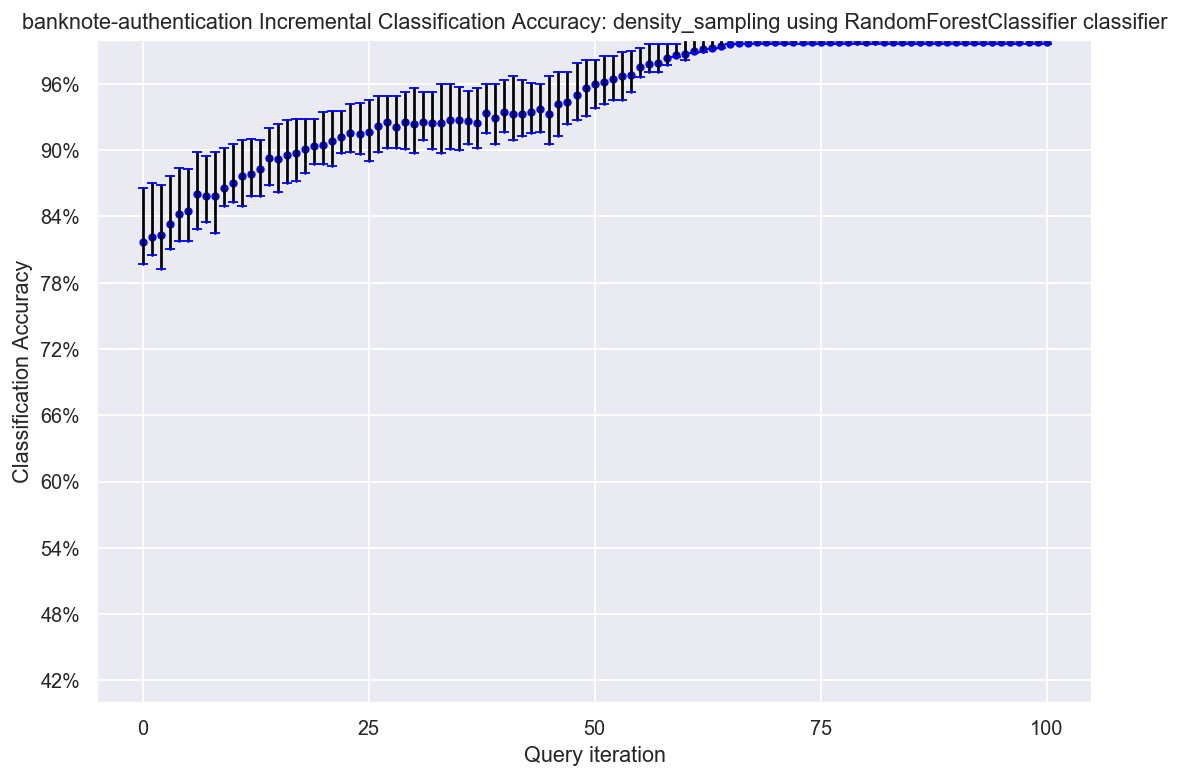 banknote-authentication Incremental Classification Accuracy: density_sampling using RandomForestClassifier classifier
96%
90%
84%
78%
72%
66%
60%
54%
48%
42%
Classification Accuracy
0 25 50 75 100
Query iteration